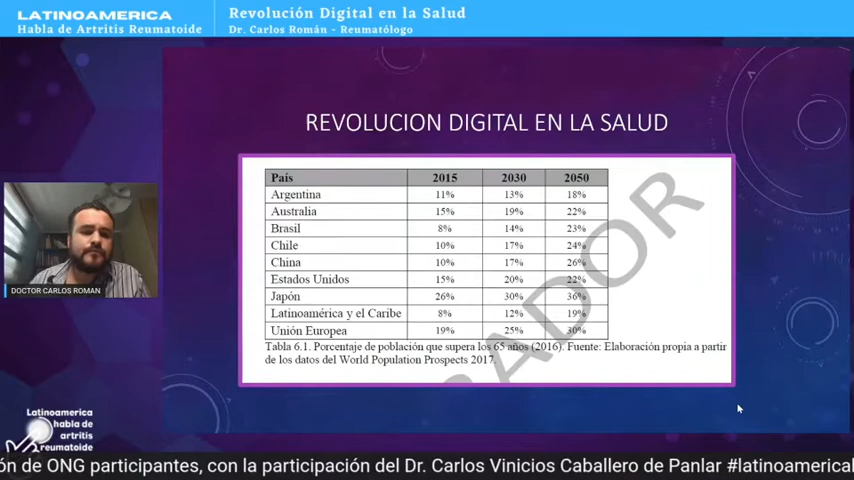 LATINOAMERICA
Habla de Artritis Reumatoide
Revolución Digital en la Salud
Dr. Carlos Román - Reumatólogo
REVOLUCION DIGITAL EN LA SALUD
País 2015 2030 2050
Argentina 11% 13% 18%
Australia 15% 19% 22%
Brasil 8% 14% 23%
Chile 10% 17% 24%
China 10% 17% 26%
Estados Unidos 15% 20% 22%
Japón 26% 30% 36%
Latinoamérica y el Caribe 8% 12% 19%
Unión Europea 19% 25% 30%
Tabla 6.1. Porcentaje de población que supera los 65 años (2016). Fuente: Elaboración propia a partir
de los datos del World Population Prospects 2017.
RADOR
DOCTOR CARLOS ROMAN
Latinoamerica
habla de
artritis
reumatoide
ón de ONG participantes, con la participación del Dr. Carlos Vinicios Caballero de Panlar #latinoamerical